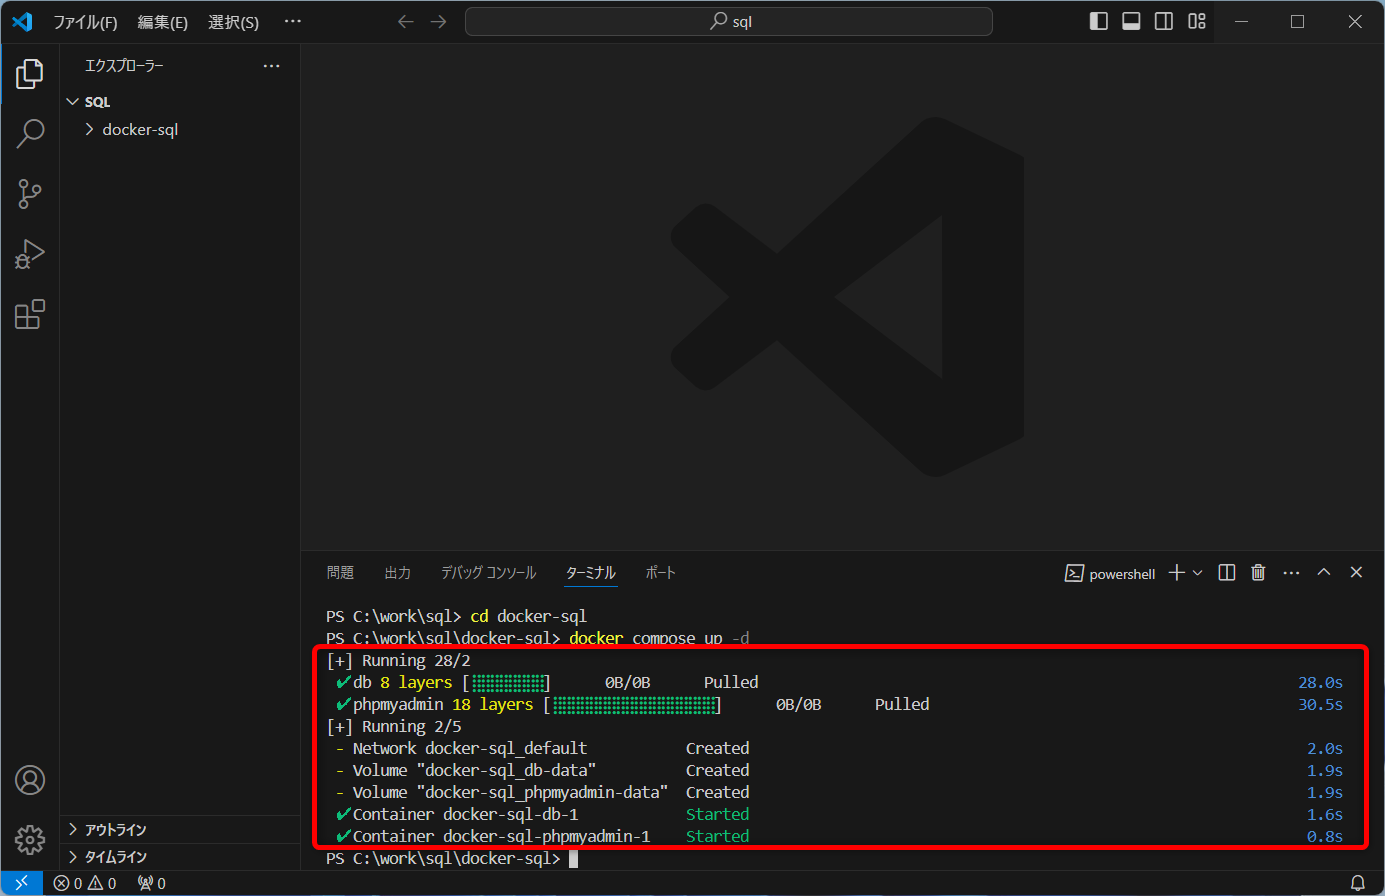 ファイル(F) 編集(E) 選択(S) ··· sql
エクスプローラー ···
SQL
docker-sql
問題 出力 デバッグ コンソール ターミナル ポート powershell ···
PS C:\work\sql> cd docker-sql
PS C:\work\sql\docker-sql> docker compose up -d
[+] Running 28/2
✔db 8 layers [⣿⣿⣿⣿⣿⣿⣿⣿] 0B/0B Pulled 28.0s
✔phpmyadmin 18 layers [⣿⣿⣿⣿⣿⣿⣿⣿⣿⣿⣿⣿⣿⣿⣿⣿⣿⣿] 0B/0B Pulled 30.5s
[+] Running 2/5
- Network docker-sql_default Created 2.0s
- Volume "docker-sql_db-data" Created 1.9s
- Volume "docker-sql_phpmyadmin-data" Created 1.9s
✔Container docker-sql-db-1 Started 1.6s
✔Container docker-sql-phpmyadmin-1 Started 0.8s
PS C:\work\sql\docker-sql>
アウトライン
タイムライン
0 0 0